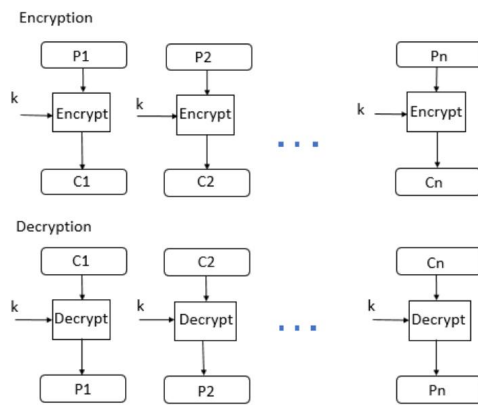 Encryption
P1 P2 Pn
k Encrypt k Encrypt k Encrypt
C1 C2 Cn
Decryption
C1 C2 Cn
k Decrypt k Decrypt k Decrypt
P1 P2 Pn